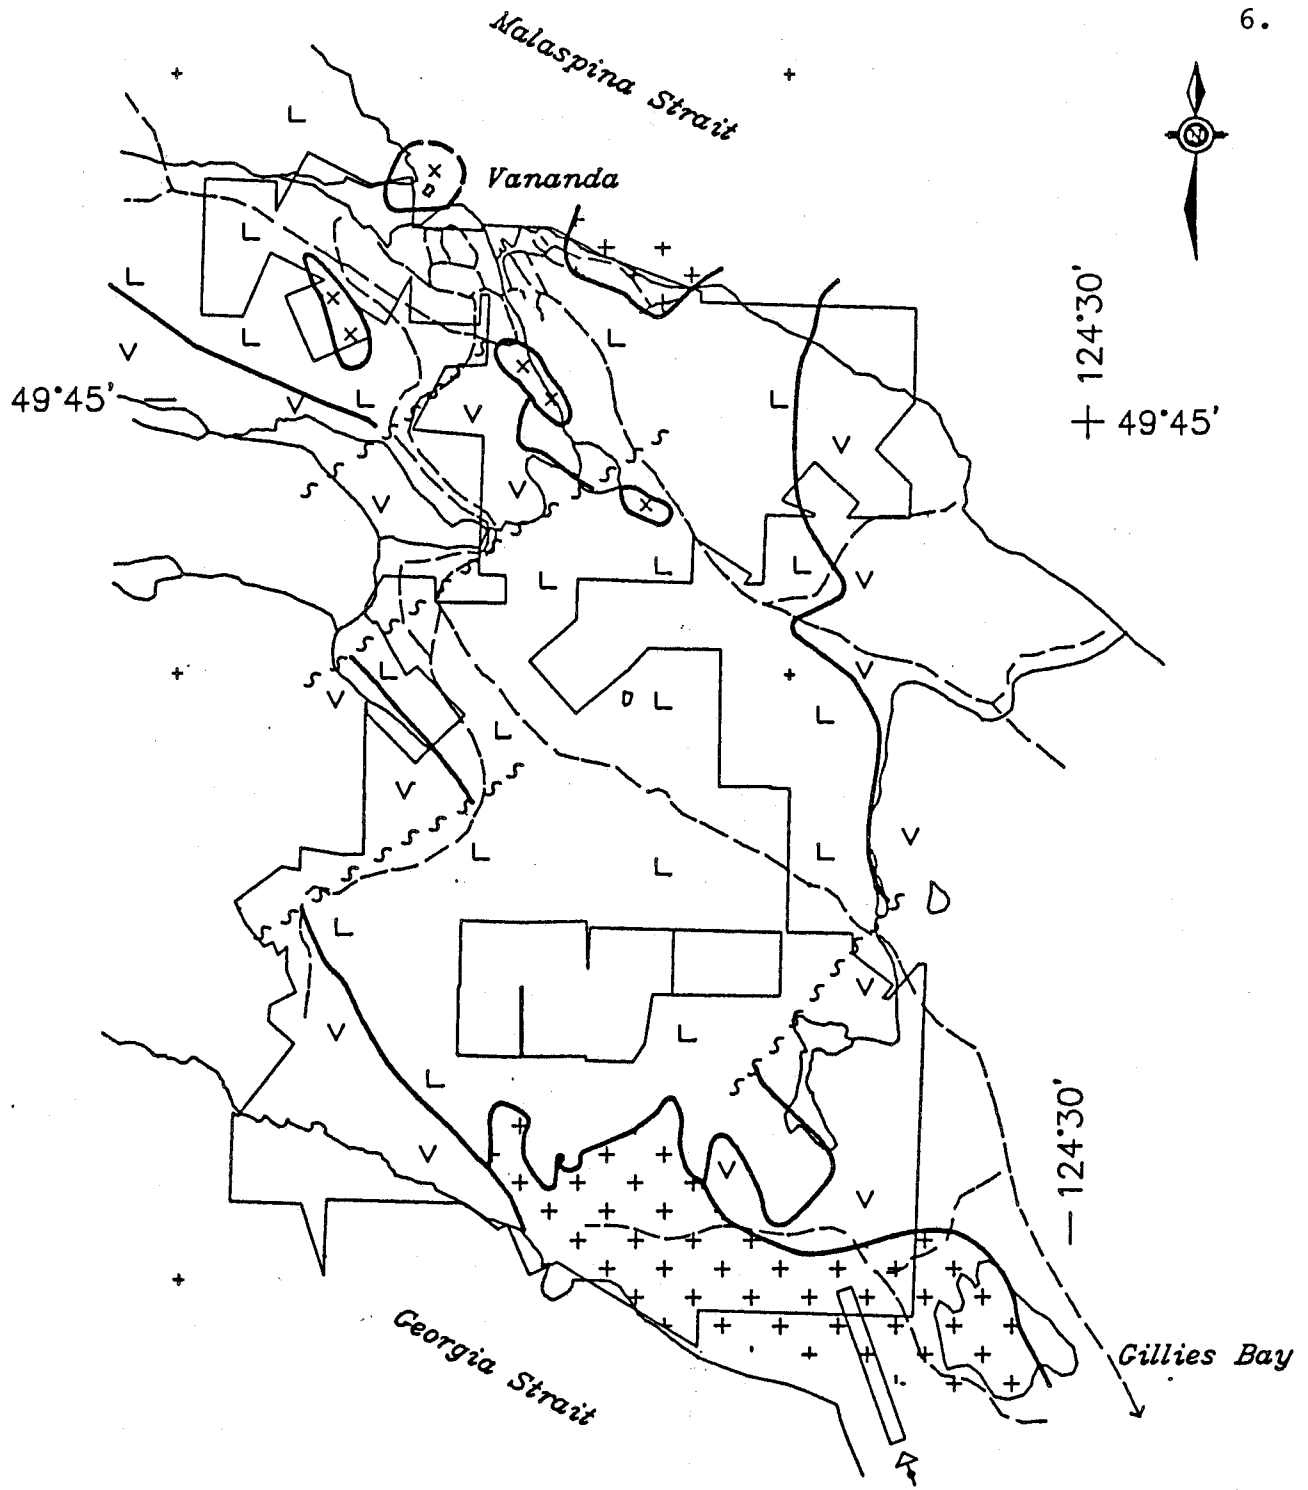 6.
Malaspina Strait
Vananda
N
124°30'
49°45'
49°45'
124°30'
Georgia Strait
Gillies Bay